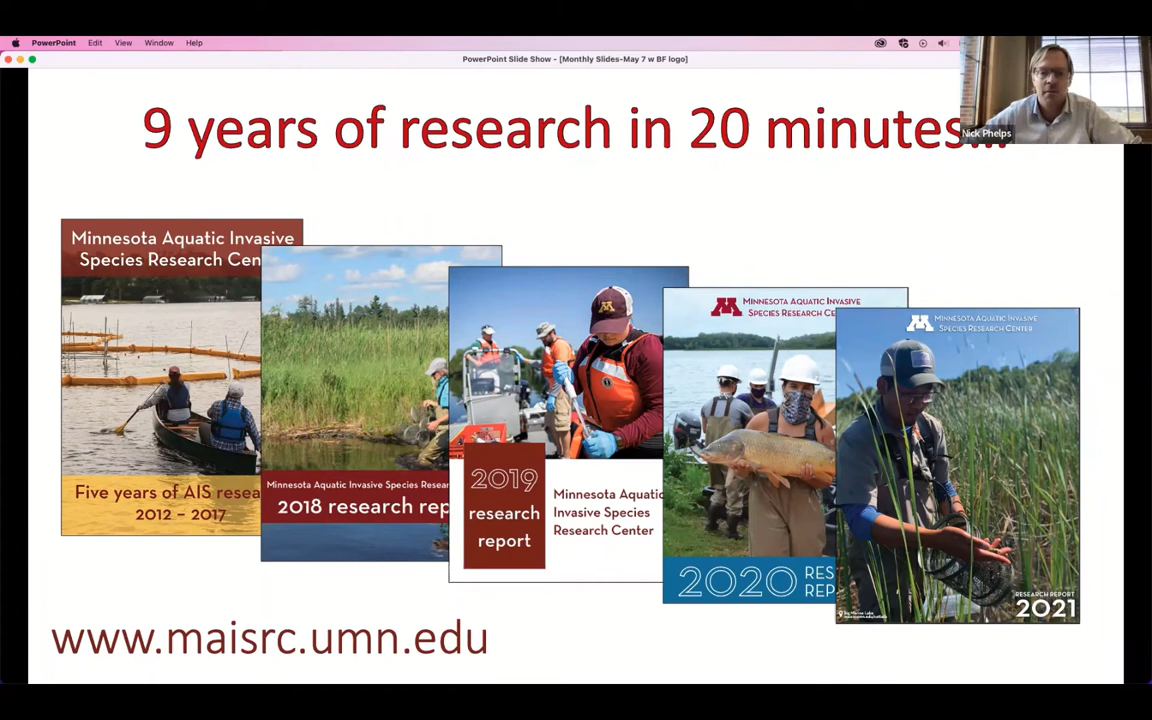 PowerPoint Edit View Window Help
PowerPoint Slide Show - [Monthly Slides-May 7 w BF logo]
Nick Phelps
9 years of research in 20 minutes...
Minnesota Aquatic Invasive
Species Research Cen
Five years of AIS resea
2012 – 2017
Minnesota Aquatic Invasive Species Resear
2018 research rep
2019
research
report
Minnesota Aquatic
Invasive Species
Research Center
M
Minnesota Aquatic Invasive
Species Research Ce
2020 RES
REP
M
Minnesota Aquatic Invasive
Species Research Center
RESEARCH REPORT
2021
www.maisrc.umn.edu